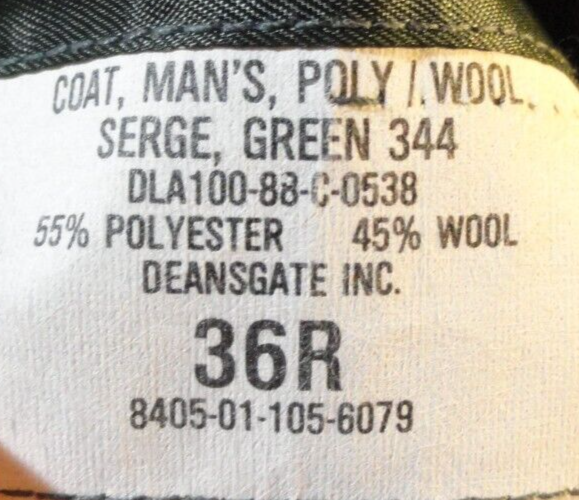 COAT, MAN'S, POLY / WOOL,
SERGE, GREEN 344
DLA100-88-C-0538
55% POLYESTER 45% WOOL
DEANSGATE INC.
36R
8405-01-105-6079